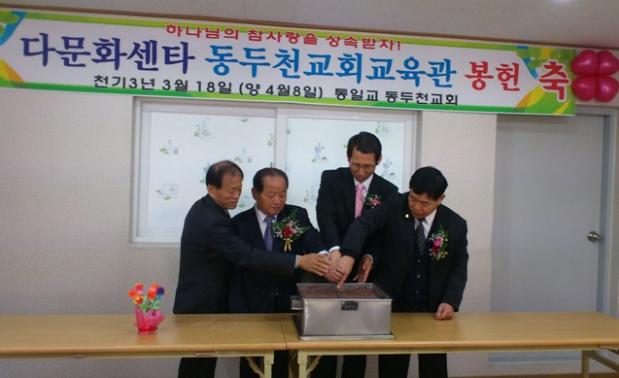 하나님의 참사랑을 상속받자!
다문화센타 동두천교회교육관 봉헌 축
천기3년 3월 18일 (양 4월8일) 통일교 동두천교회